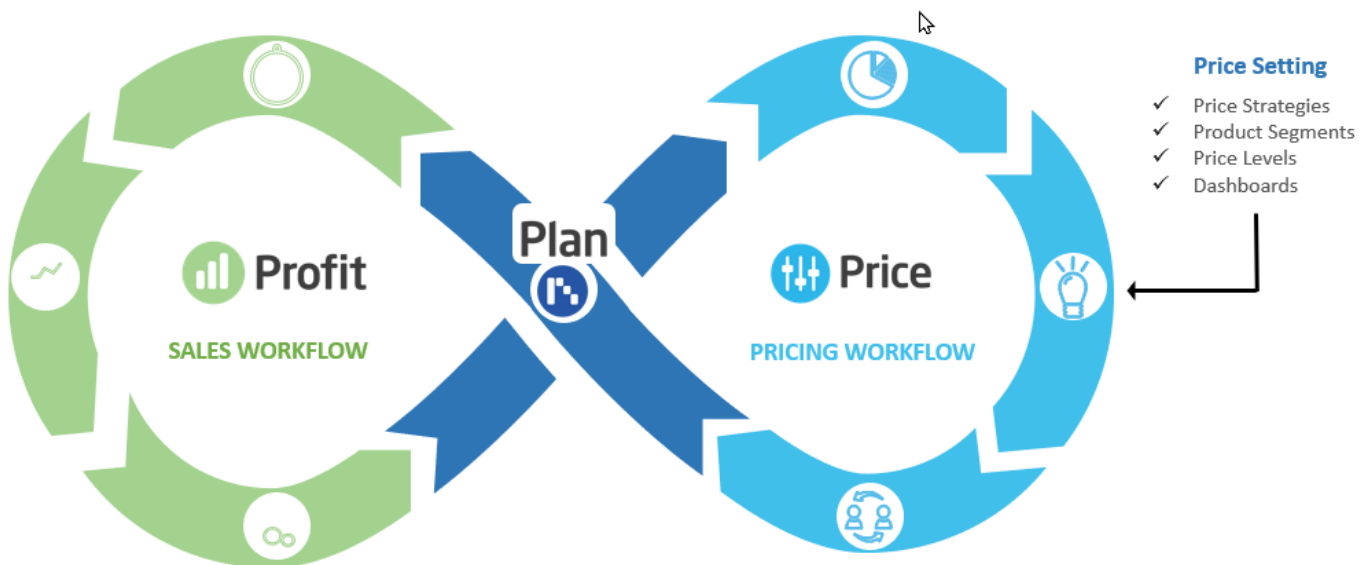 Profit
SALES WORKFLOW
Plan
Price
PRICING WORKFLOW
Price Setting
✓ Price Strategies
✓ Product Segments
✓ Price Levels
✓ Dashboards